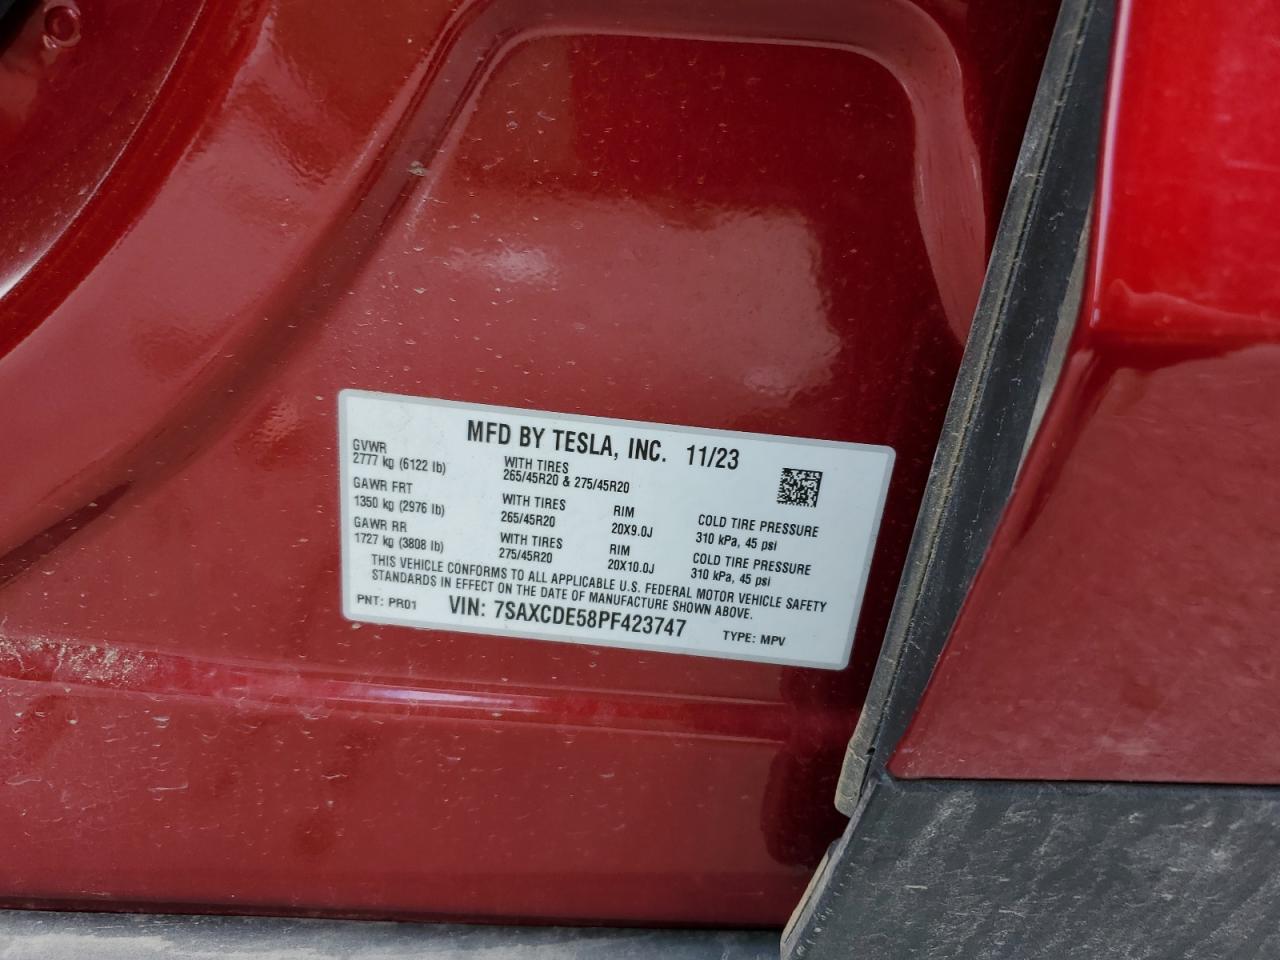 MFD BY TESLA, INC. 11/23
GVWR
2777 kg (6122 lb)
WITH TIRES
265/45R20 & 275/45R20
GAWR FRT
1350 kg (2976 lb)
WITH TIRES
265/45R20
RIM
20X9.0J
COLD TIRE PRESSURE
310 kPa, 45 psi
GAWR RR
1727 kg (3808 lb)
WITH TIRES
275/45R20
RIM
20X10.0J
COLD TIRE PRESSURE
310 kPa, 45 psi
THIS VEHICLE CONFORMS TO ALL APPLICABLE U.S. FEDERAL MOTOR VEHICLE SAFETY
STANDARDS IN EFFECT ON THE DATE OF MANUFACTURE SHOWN ABOVE.
PNT: PR01 VIN: 7SAXCDE58PF423747 TYPE: MPV